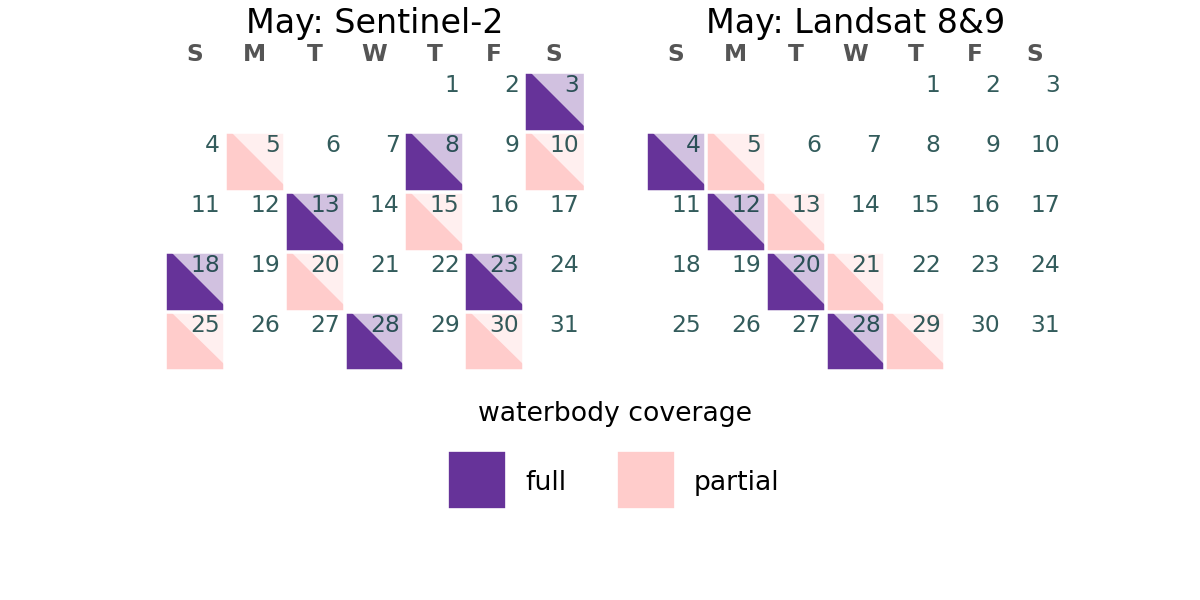 May: Sentinel-2
S M T W T F S
1 2 3
4 5 6 7 8 9 10
11 12 13 14 15 16 17
18 19 20 21 22 23 24
25 26 27 28 29 30 31
May: Landsat 8&9
S M T W T F S
1 2 3
4 5 6 7 8 9 10
11 12 13 14 15 16 17
18 19 20 21 22 23 24
25 26 27 28 29 30 31
waterbody coverage
full
partial